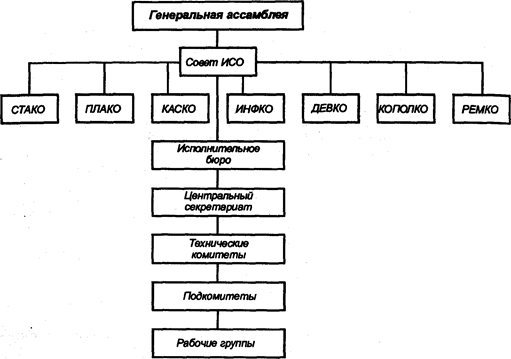 Генеральная ассамблея
Совет ИСО
СТАКО
ПЛАКО
КАСКО
ИНФКО
ДЕВКО
КОПОЛКО
РЕМКО
Исполнительное
бюро
Центральный
секретариат
Технические
комитеты
Подкомитеты
Рабочие группы